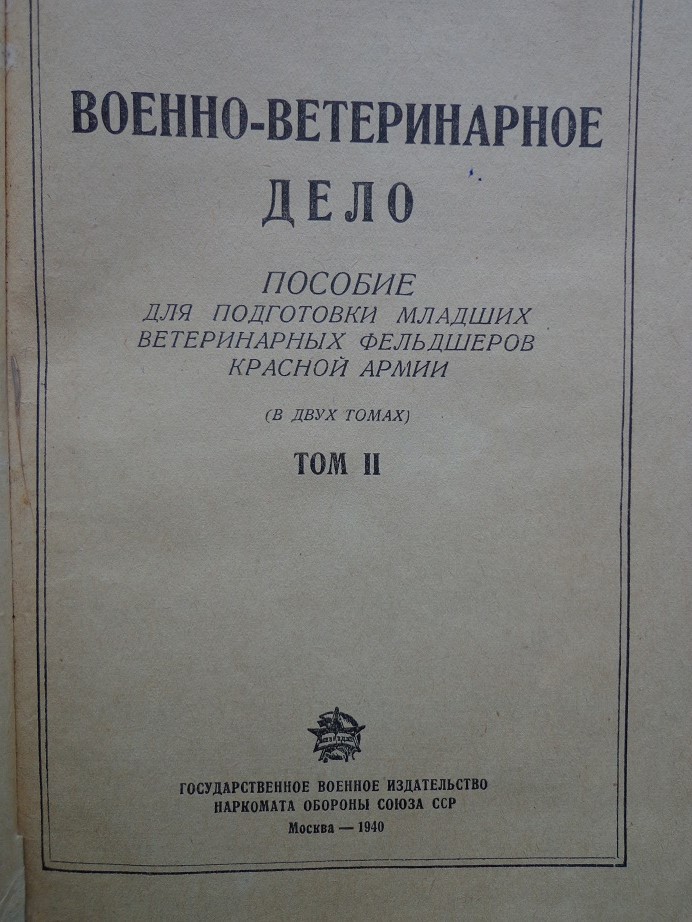 ВОЕННО-ВЕТЕРИНАРНОЕ
ДЕЛО
ПОСОБИЕ
ДЛЯ ПОДГОТОВКИ МЛАДШИХ
ВЕТЕРИНАРНЫХ ФЕЛЬДШЕРОВ
КРАСНОЙ АРМИИ
(В ДВУХ ТОМАХ)
ТОМ II
ГОСУДАРСТВЕННОЕ ВОЕННОЕ ИЗДАТЕЛЬСТВО
НАРКОМАТА ОБОРОНЫ СОЮЗА ССР
Москва — 1940